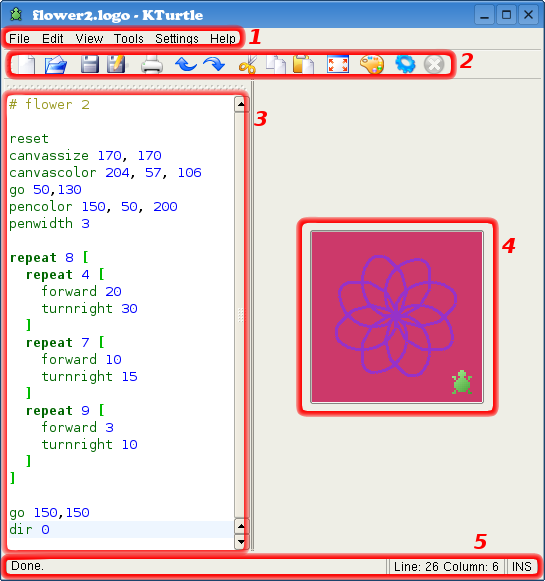 flower2.logo - KTurtle
File Edit View Tools Settings Help 1
2
3
# flower 2
reset
canvassize 170, 170
canvascolor 204, 57, 106
go 50,130
pencolor 150, 50, 200
penwidth 3
repeat 8 [
repeat 4 [
forward 20
turnright 30
]
repeat 7 [
forward 10
turnright 15
]
repeat 9 [
forward 3
turnright 10
]
]
go 150,150
dir 0
4
5
Done. Line: 26 Column: 6 INS